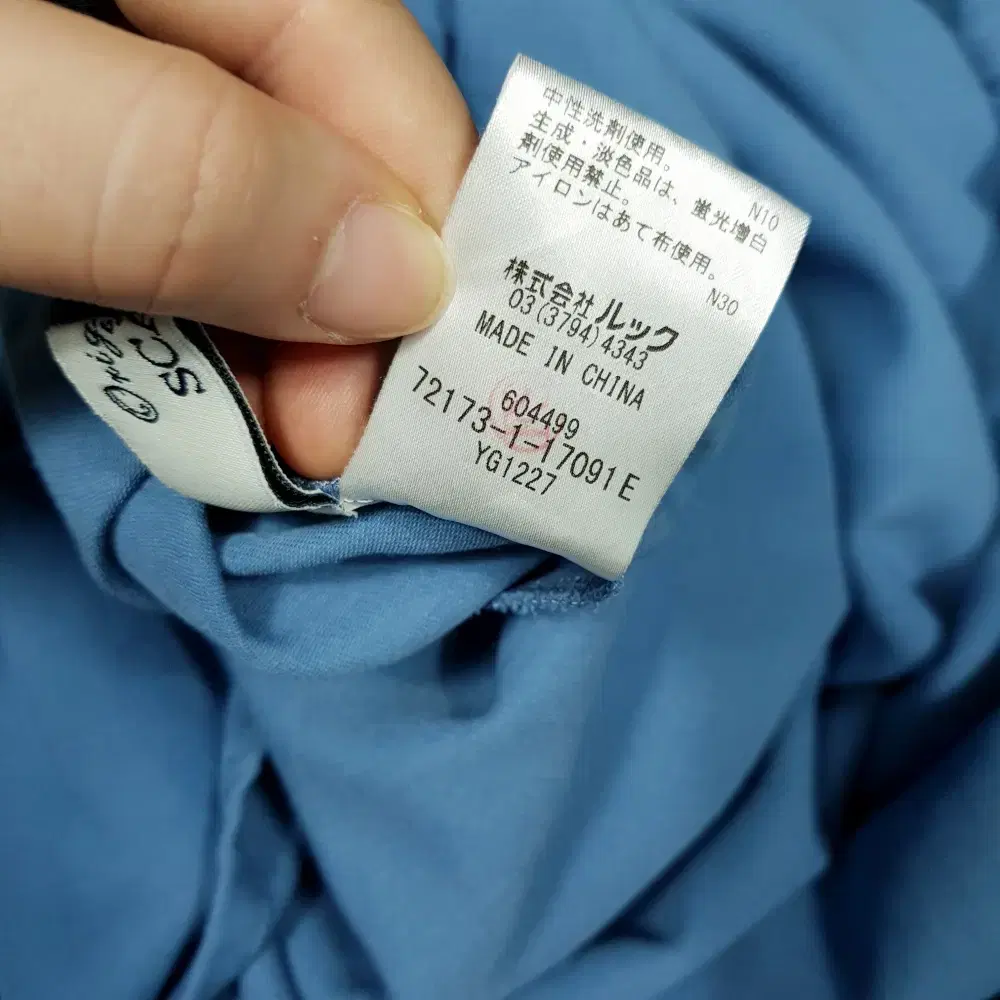 中性洗剤使用。
生成・淡色品は、蛍光増白
剤使用禁止。
アイロンはあて布使用。
N10
N30
株式会社ルック
03(3794)4343
MADE IN CHINA
604499
72173-1-17091E
YG1227